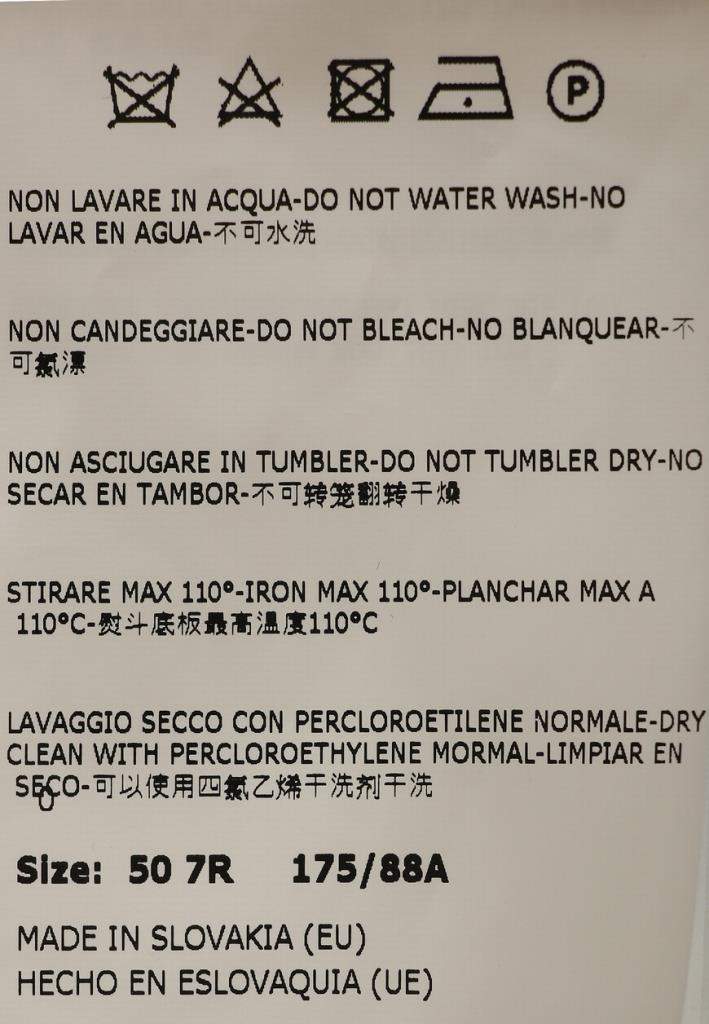 P
NON LAVARE IN ACQUA-DO NOT WATER WASH-NO
LAVAR EN AGUA-不可水洗
NON CANDEGGIARE-DO NOT BLEACH-NO BLANQUEAR-不
可氯漂
NON ASCIUGARE IN TUMBLER-DO NOT TUMBLER DRY-NO
SECAR EN TAMBOR-不可转笼翻转干燥
STIRARE MAX 110°-IRON MAX 110°-PLANCHAR MAX A
110°C-熨斗底板最高温度110°C
LAVAGGIO SECCO CON PERCLOROETILENE NORMALE-DRY
CLEAN WITH PERCLOROETHYLENE MORMAL-LIMPIAR EN
SECO-可以使用四氯乙烯干洗剂干洗
Size: 50 7R 175/88A
MADE IN SLOVAKIA (EU)
HECHO EN ESLOVAQUIA (UE)